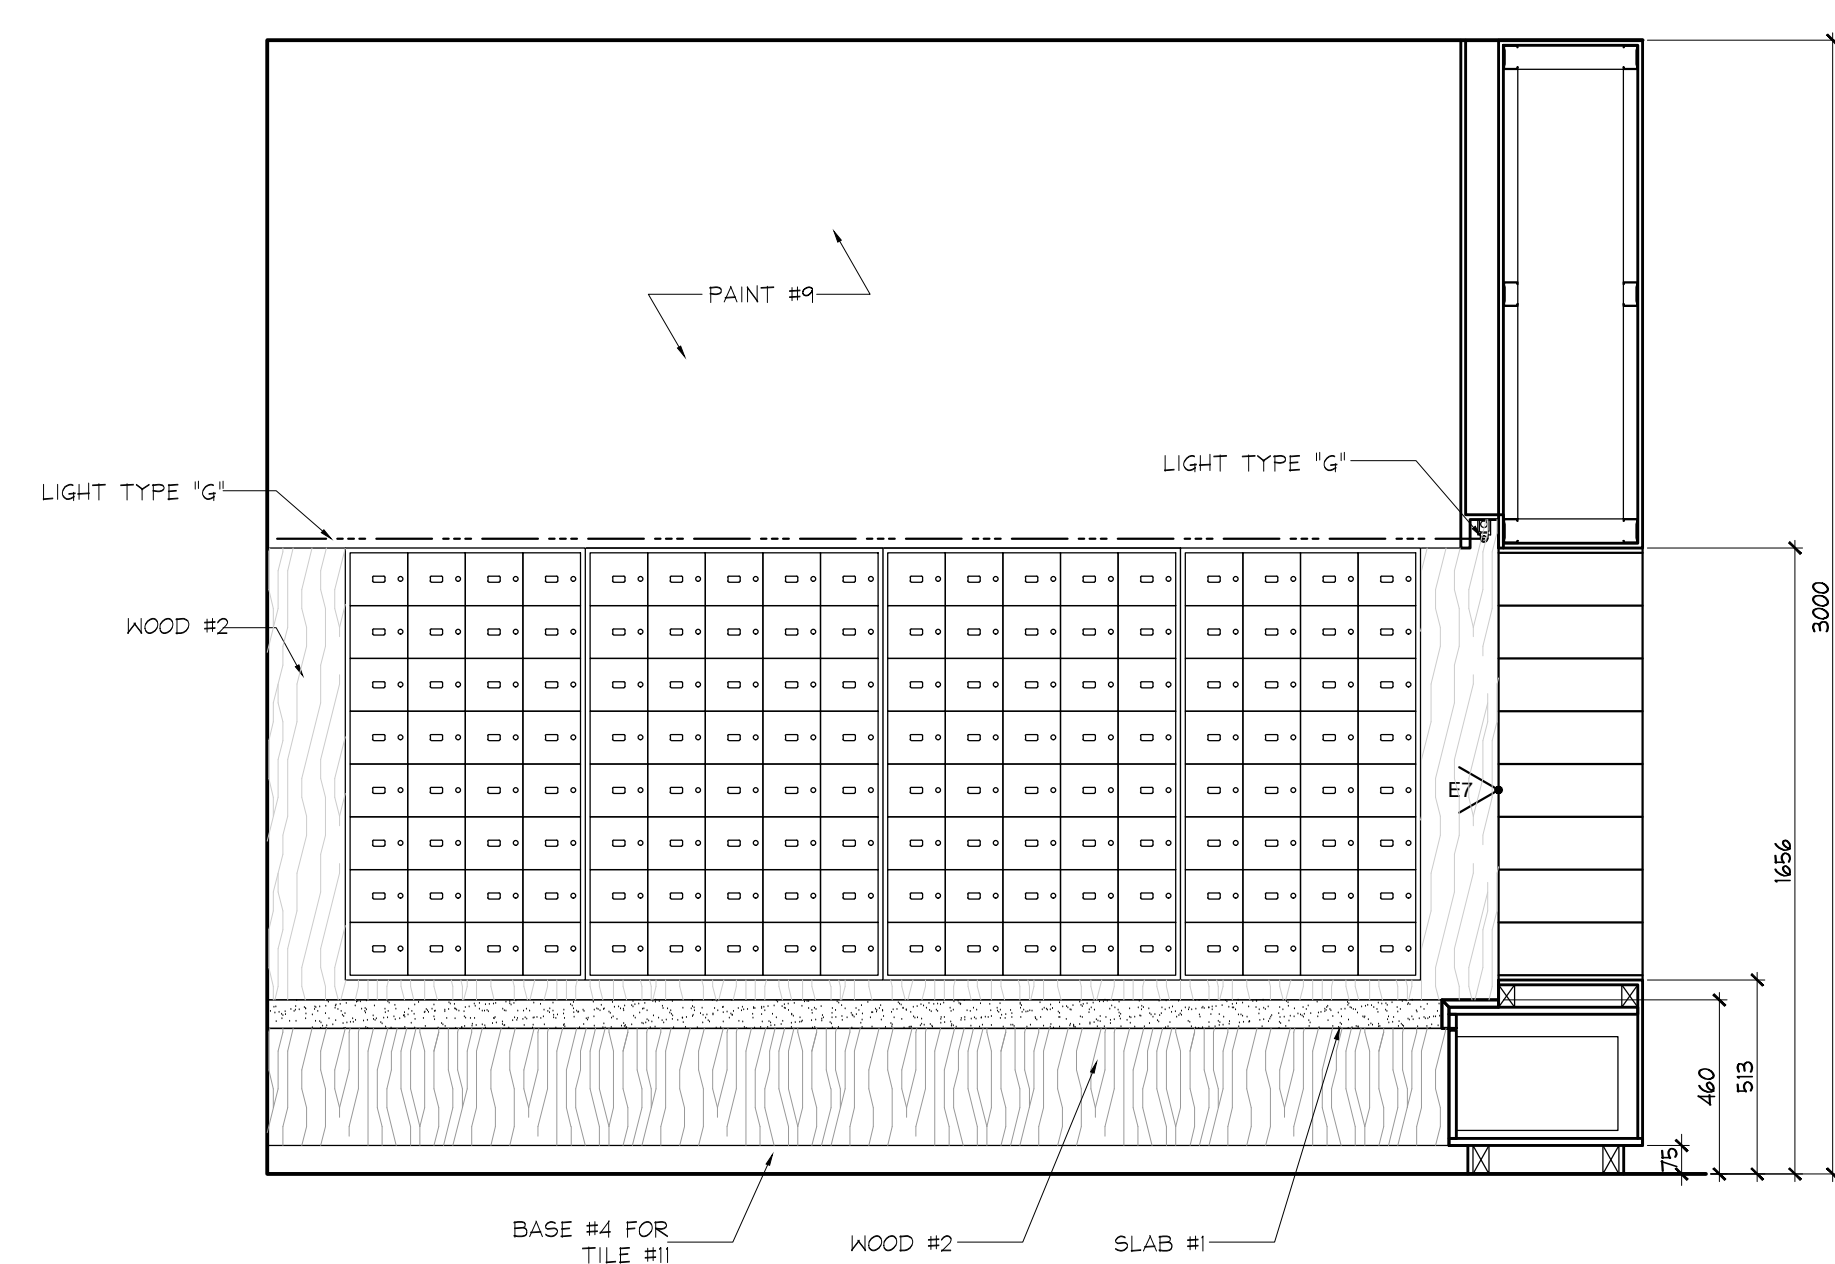 PAINT #9
LIGHT TYPE "G"
LIGHT TYPE "G"
3000
WOOD #2
E7
1656
460
513
75
BASE #4 FOR
TILE #11
WOOD #2
SLAB #1